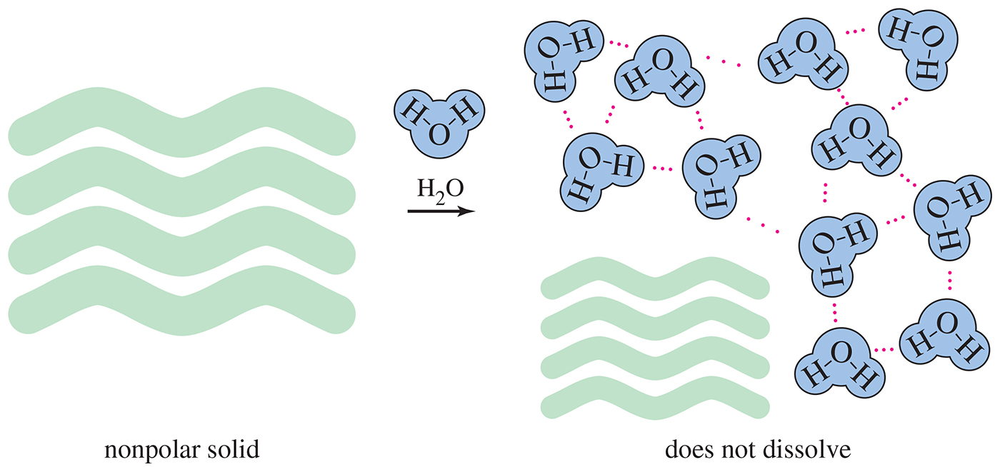 H O H
H₂O
O-H
H
O
H H
O
H H
H-O
H
O-H
H
O-H
H
O
H H
O-H
H
O-H
H
O
H H
O
H H
nonpolar solid
does not dissolve